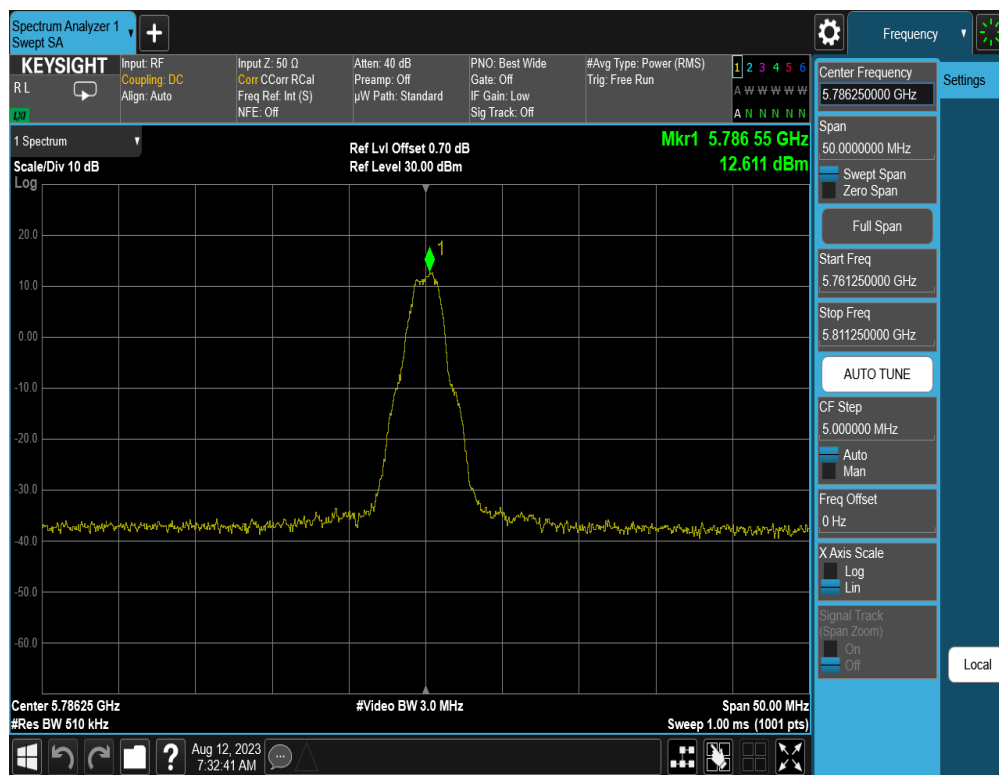 Spectrum Analyzer 1
Swept SA
Frequency
KEYSIGHT
R L
LXI
Input: RF
Coupling: DC
Align: Auto
Input Z: 50 Ω
Corr CCorr RCal
Freq Ref: Int (S)
NFE: Off
Atten: 40 dB
Preamp: Off
µW Path: Standard
PNO: Best Wide
Gate: Off
IF Gain: Low
Sig Track: Off
#Avg Type: Power (RMS)
Trig: Free Run
1 2 3 4 5 6
A W W W W W
A N N N N N
1 Spectrum
Scale/Div 10 dB
Log
Ref Lvl Offset 0.70 dB
Ref Level 30.00 dBm
Mkr1 5.786 55 GHz
12.611 dBm
1
20.0
10.0
0.00
-10.0
-20.0
-30.0
-40.0
-50.0
-60.0
Center 5.78625 GHz
#Res BW 510 kHz
#Video BW 3.0 MHz
Span 50.00 MHz
Sweep 1.00 ms (1001 pts)
Settings
Center Frequency
5.786250000 GHz
Span
50.0000000 MHz
Swept Span
Zero Span
Full Span
Start Freq
5.761250000 GHz
Stop Freq
5.811250000 GHz
AUTO TUNE
CF Step
5.000000 MHz
Auto
Man
Freq Offset
0 Hz
X Axis Scale
Log
Lin
Signal Track
(Span Zoom)
On
Off
Local
?
Aug 12, 2023
7:32:41 AM